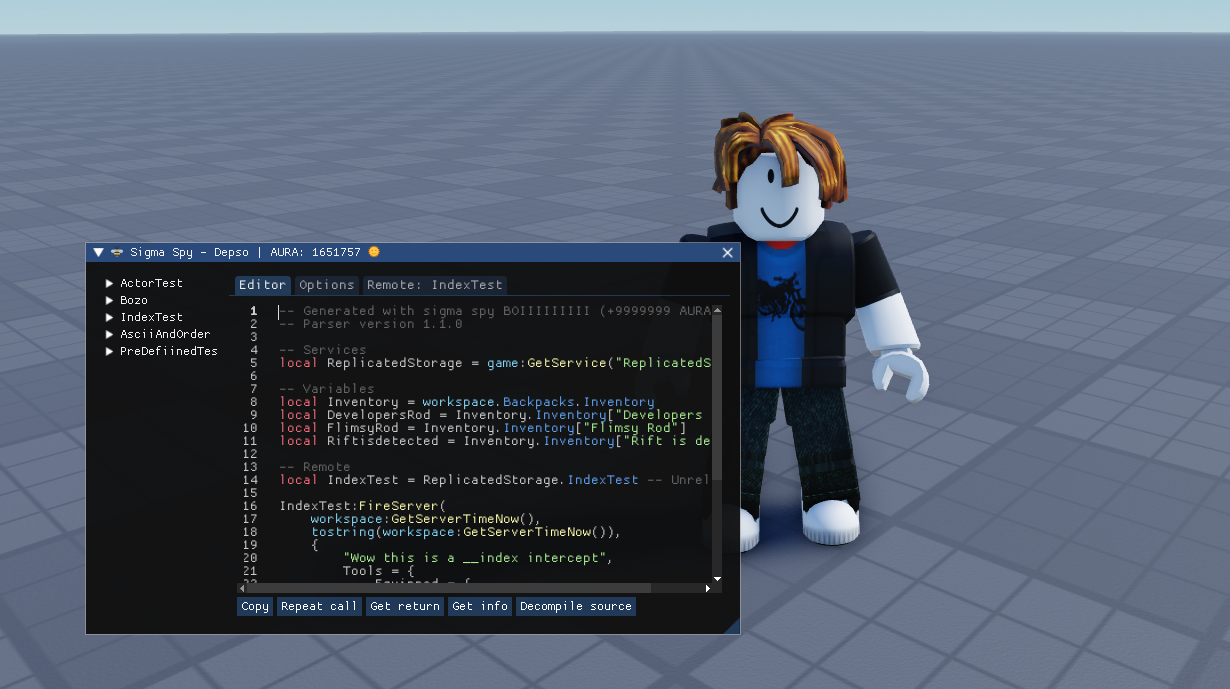 Sigma Spy - Depso | AURA: 1651757
ActorTest
Bozo
IndexTest
AsciiAndOrder
PreDefiinedTes
Editor Options Remote: IndexTest
1 -- Generated with sigma spy BOIIIIIIIII (+9999999 AURA
2 -- Parser version 1.1.0
3
4 -- Services
5 local ReplicatedStorage = game:GetService("ReplicatedS
6
7 -- Variables
8 local Inventory = workspace.Backpacks.Inventory
9 local DevelopersRod = Inventory.Inventory["Developers
10 local FlimsyRod = Inventory.Inventory["Flimsy Rod"]
11 local Riftisdetected = Inventory.Inventory["Rift is de
12
13 -- Remote
14 local IndexTest = ReplicatedStorage.IndexTest -- Unrel
15
16 IndexTest:FireServer(
17 workspace:GetServerTimeNow(),
18 tostring(workspace:GetServerTimeNow()),
19 {
20 "Wow this is a __index intercept",
21 Tools = {
22 Equipped = {
Copy Repeat call Get return Get info Decompile source